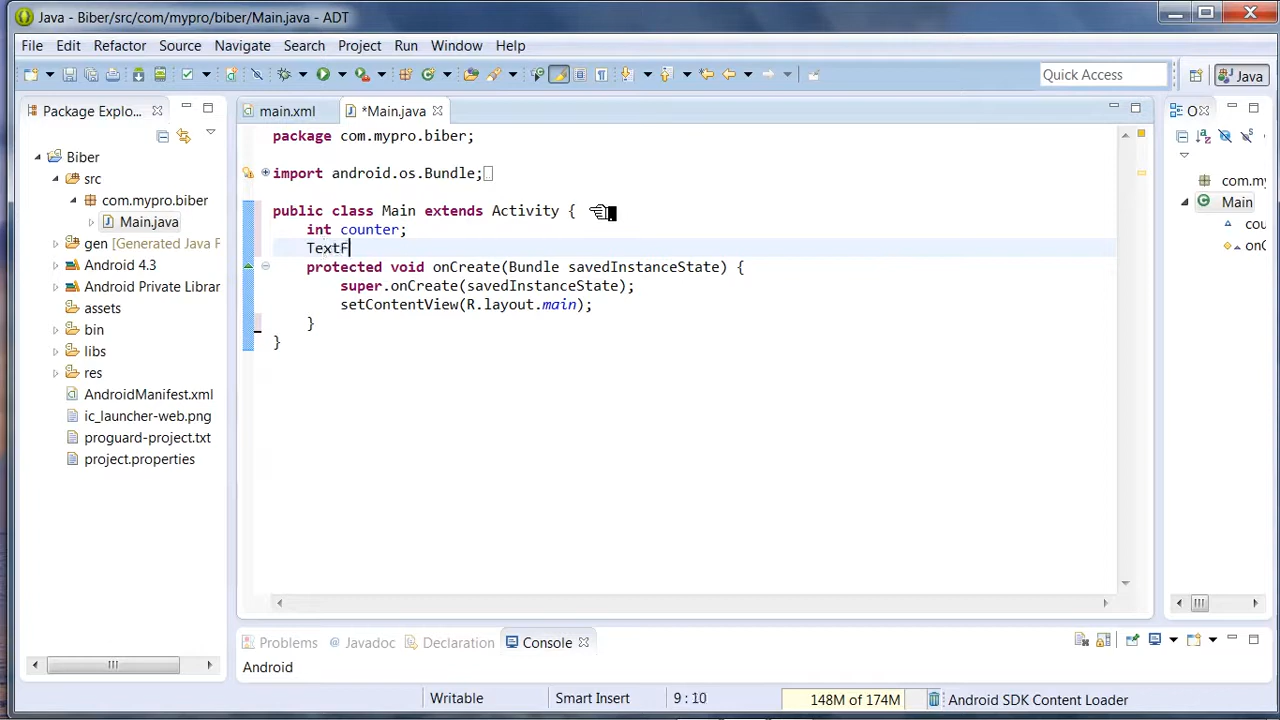 Java - Biber/src/com/mypro/biber/Main.java - ADT
File Edit Refactor Source Navigate Search Project Run Window Help
Quick Access
Java
Package Explo...
main.xml
*Main.java
package com.mypro.biber;
import android.os.Bundle;
public class Main extends Activity {
int counter;
TextF
protected void onCreate(Bundle savedInstanceState) {
super.onCreate(savedInstanceState);
setContentView(R.layout.main);
}
}
Biber
src
com.mypro.biber
Main.java
gen [Generated Java F
Android 4.3
Android Private Librar
assets
bin
libs
res
AndroidManifest.xml
ic_launcher-web.png
proguard-project.txt
project.properties
O
com.my
Main
cou
onC
Problems @ Javadoc Declaration Console
Android
Writable Smart Insert 9 : 10 148M of 174M Android SDK Content Loader